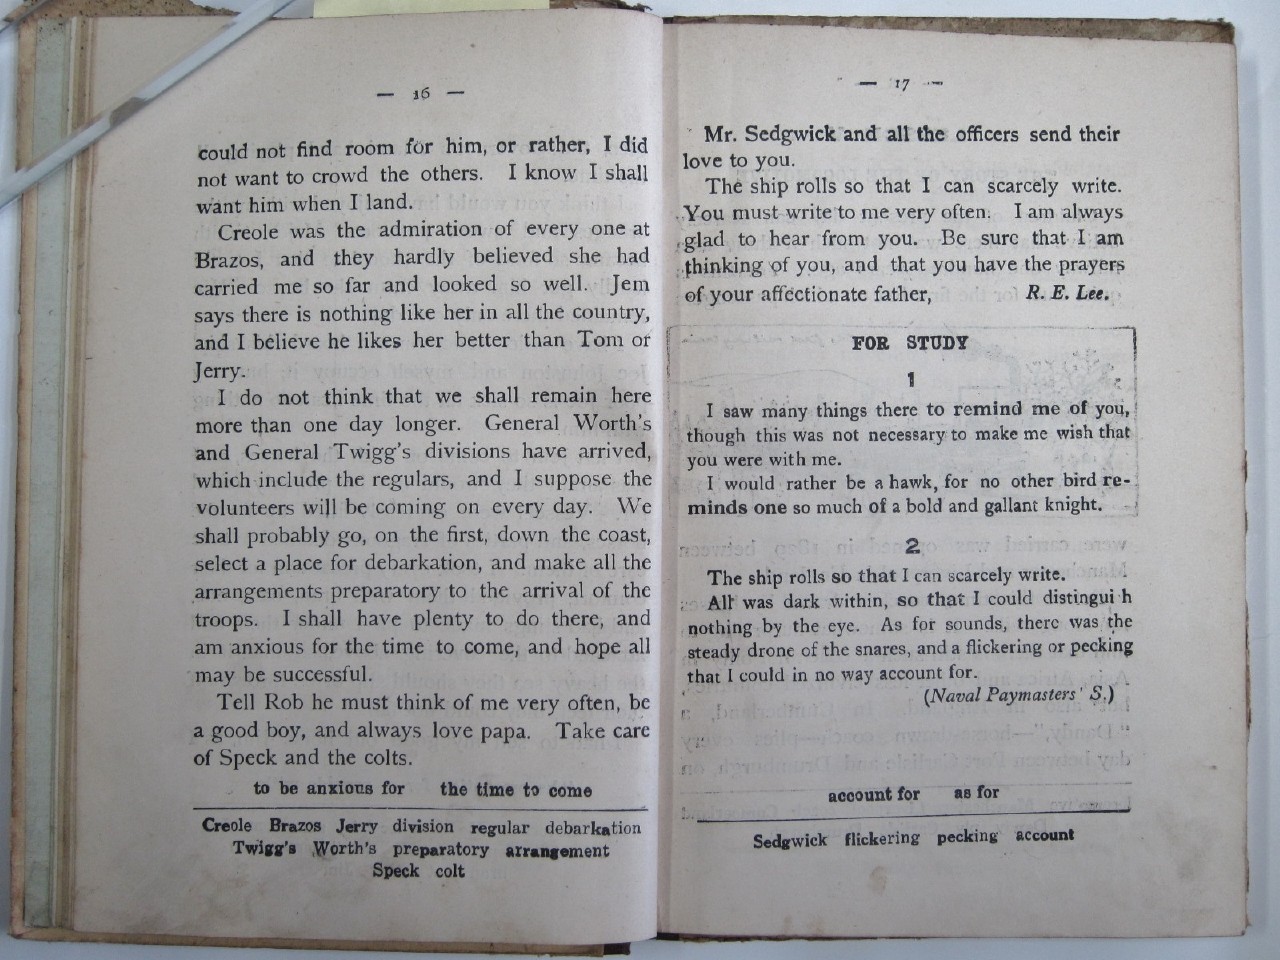 — 16 —
could not find room for him, or rather, I did
not want to crowd the others. I know I shall
want him when I land.
Creole was the admiration of every one at
Brazos, and they hardly believed she had
carried me so far and looked so well. Jem
says there is nothing like her in all the country,
and I believe he likes her better than Tom or
Jerry.
I do not think that we shall remain here
more than one day longer. General Worth's
and General Twigg's divisions have arrived,
which include the regulars, and I suppose the
volunteers will be coming on every day. We
shall probably go, on the first, down the coast,
select a place for debarkation, and make all the
arrangements preparatory to the arrival of the
troops. I shall have plenty to do there, and
am anxious for the time to come, and hope all
may be successful.
Tell Rob he must think of me very often, be
a good boy, and always love papa. Take care
of Speck and the colts.
to be anxious for the time to come
Creole Brazos Jerry division regular debarkation
Twigg's Worth's preparatory arrangement
Speck colt
— 17 —
Mr. Sedgwick and all the officers send their
love to you.
The ship rolls so that I can scarcely write.
You must write to me very often. I am always
glad to hear from you. Be sure that I am
thinking of you, and that you have the prayers
of your affectionate father, R. E. Lee.
FOR STUDY
1
I saw many things there to remind me of you,
though this was not necessary to make me wish that
you were with me.
I would rather be a hawk, for no other bird re-
minds one so much of a bold and gallant knight.
2
The ship rolls so that I can scarcely write.
All was dark within, so that I could distingui h
nothing by the eye. As for sounds, there was the
steady drone of the snares, and a flickering or pecking
that I could in no way account for.
(Naval Paymasters' S.)
account for as for
Sedgwick flickering pecking account